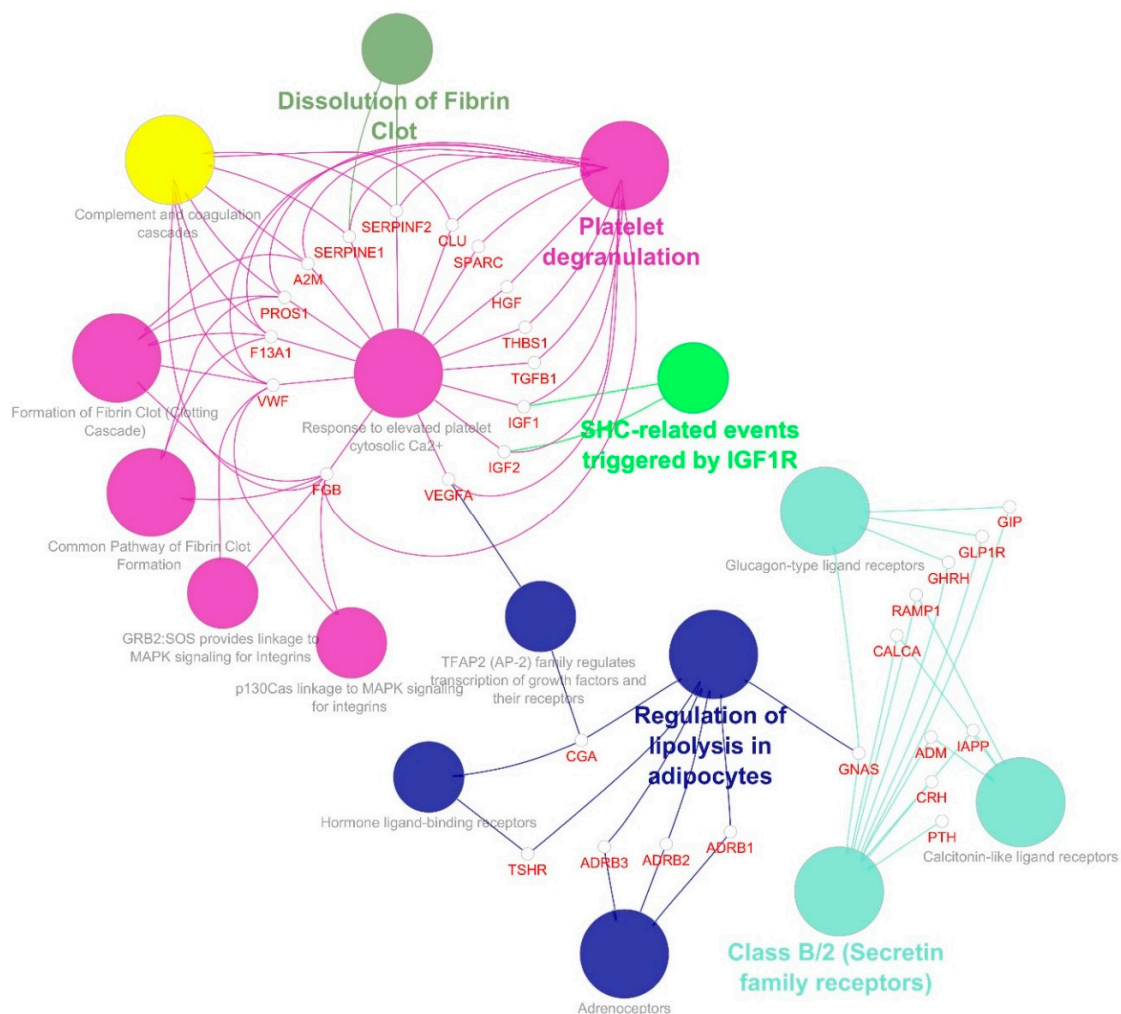 Dissolution of Fibrin
Clot
Complement and coagulation
cascades
Platelet
degranulation
SERPINF2
CLU
SERPINE1
SPARC
A2M
HGF
PROS1
THBS1
F13A1
TGFB1
VWF
IGF1
Formation of Fibrin Clot (Clotting
Cascade)
Response to elevated platelet
cytosolic Ca2+
SHC-related events
triggered by IGF1R
IGF2
FGB
VEGFA
Common Pathway of Fibrin Clot
Formation
GIP
GLP1R
Glucagon-type ligand receptors
GHRH
RAMP1
CALCA
GRB2:SOS provides linkage to
MAPK signaling for Integrins
p130Cas linkage to MAPK signaling
for integrins
TFAP2 (AP-2) family regulates
transcription of growth factors and
their receptors
Regulation of
lipolysis in
adipocytes
CGA
GNAS
ADM
IAPP
CRH
PTH
Hormone ligand-binding receptors
Calcitonin-like ligand receptors
TSHR
ADRB3
ADRB2
ADRB1
Class B/2 (Secretin
family receptors)
Adrenoceptors